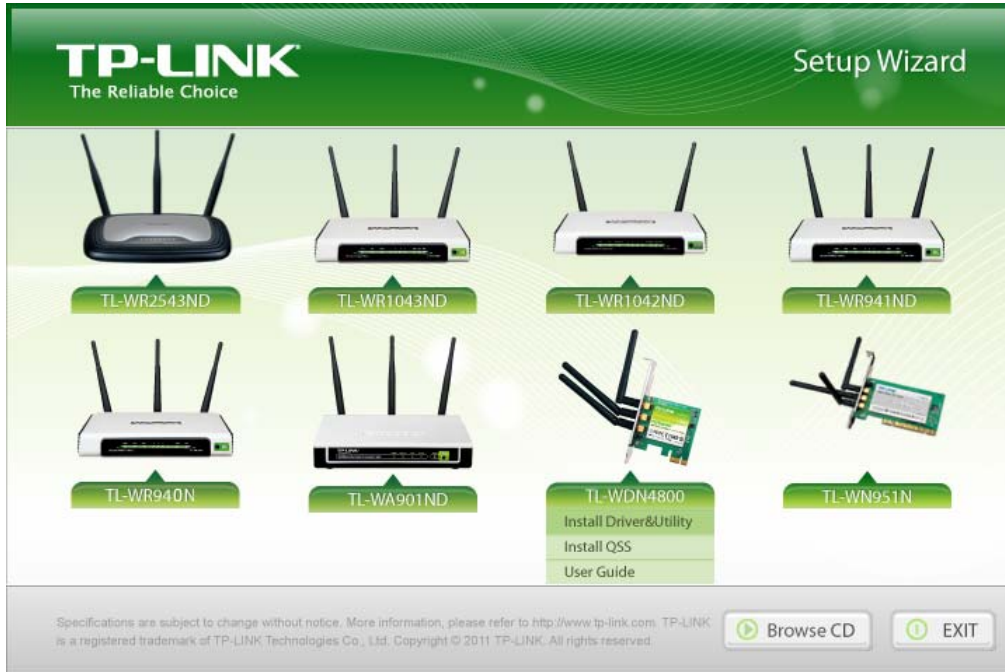 TP-LINK
The Reliable Choice
Setup Wizard
TL-WR2543ND
TL-WR1043ND
TL-WR1042ND
TL-WR941ND
TL-WR940N
TL-WA901ND
TL-WDN4800
TL-WN951N
Install Driver&Utility
Install QSS
User Guide
Specifications are subject to change without notice. More information, please refer to http://www.tp-link.com. TP-LINK
is a registered trademark of TP-LINK Technologies Co., Ltd. Copyright © 2011 TP-LINK. All rights reserved
Browse CD
EXIT